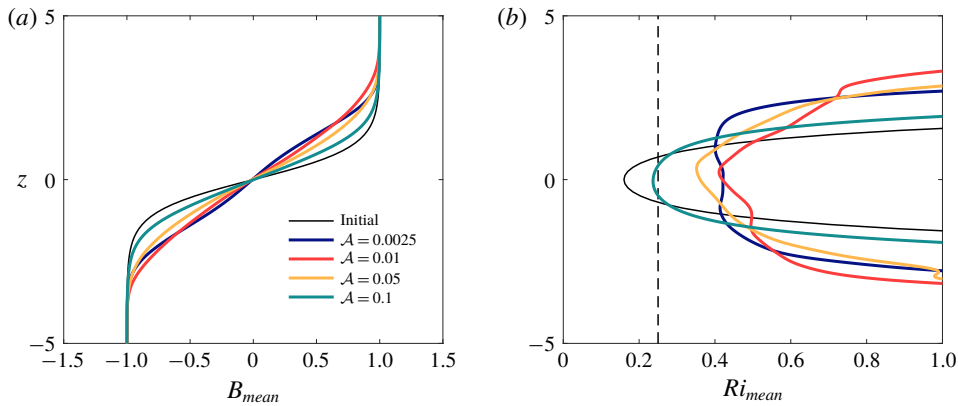 (a)
5
z
0
−5
−1.5 −1.0 −0.5 0 0.5 1.0 1.5
B_mean
Initial
𝒜 = 0.0025
𝒜 = 0.01
𝒜 = 0.05
𝒜 = 0.1
(b)
5
0
−5
0 0.2 0.4 0.6 0.8 1.0
Ri_mean